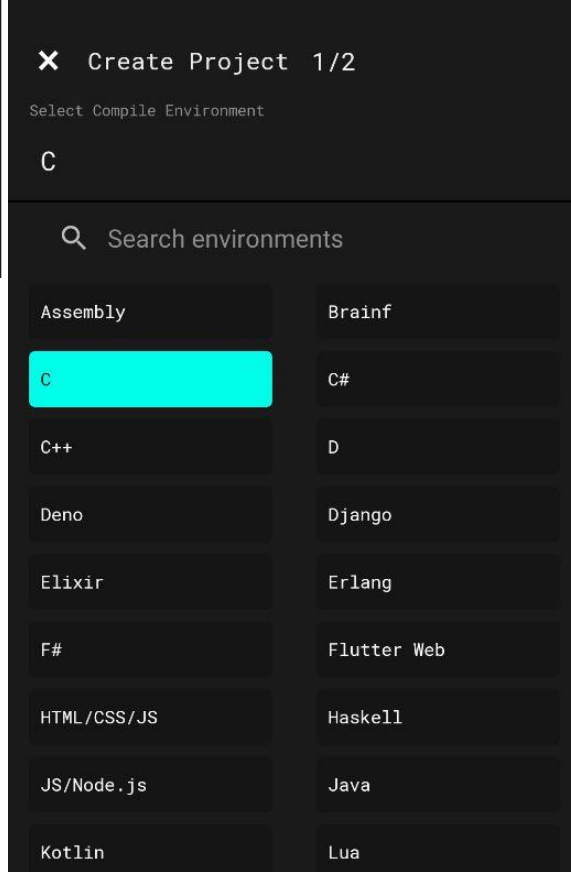 Create Project 1/2
Select Compile Environment
C
Search environments
Assembly
Brainf
C
C#
C++
D
Deno
Django
Elixir
Erlang
F#
Flutter Web
HTML/CSS/JS
Haskell
JS/Node.js
Java
Kotlin
Lua